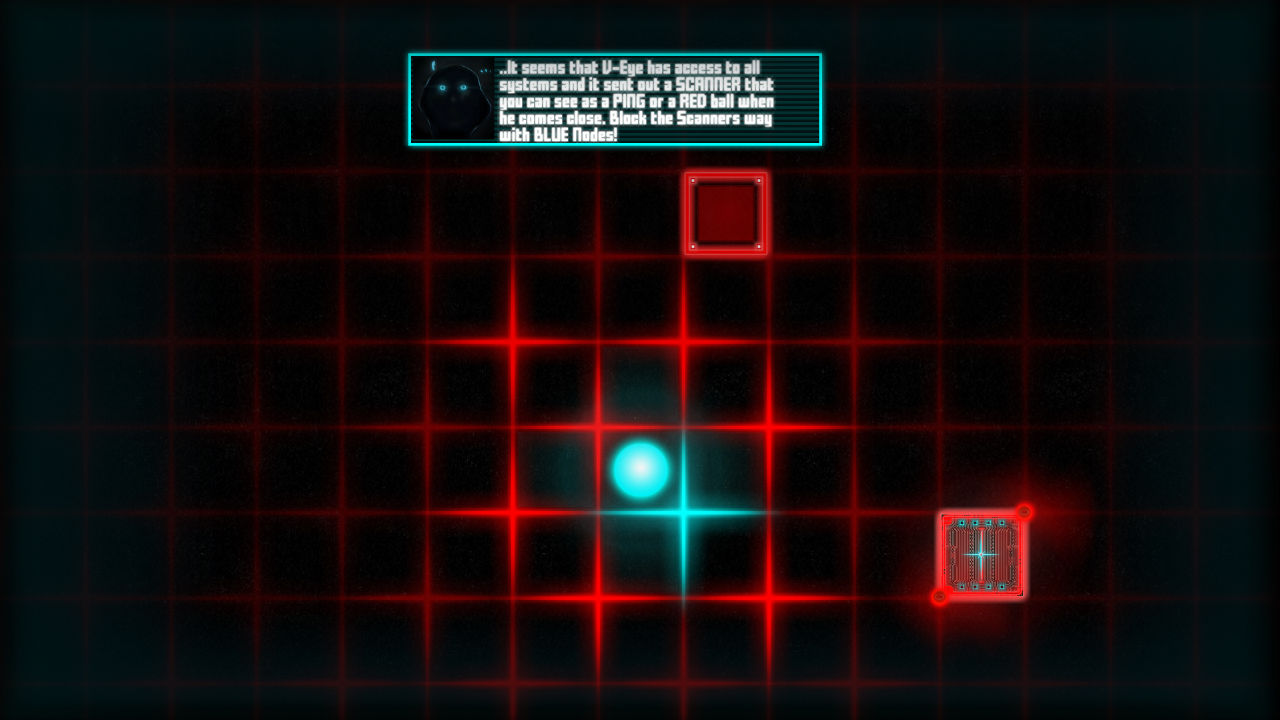 ..It seems that V-Eye has access to all
systems and it sent out a SCANNER that
you can see as a PING or a RED ball when
he comes close. Block the Scanners way
with BLUE Nodes!